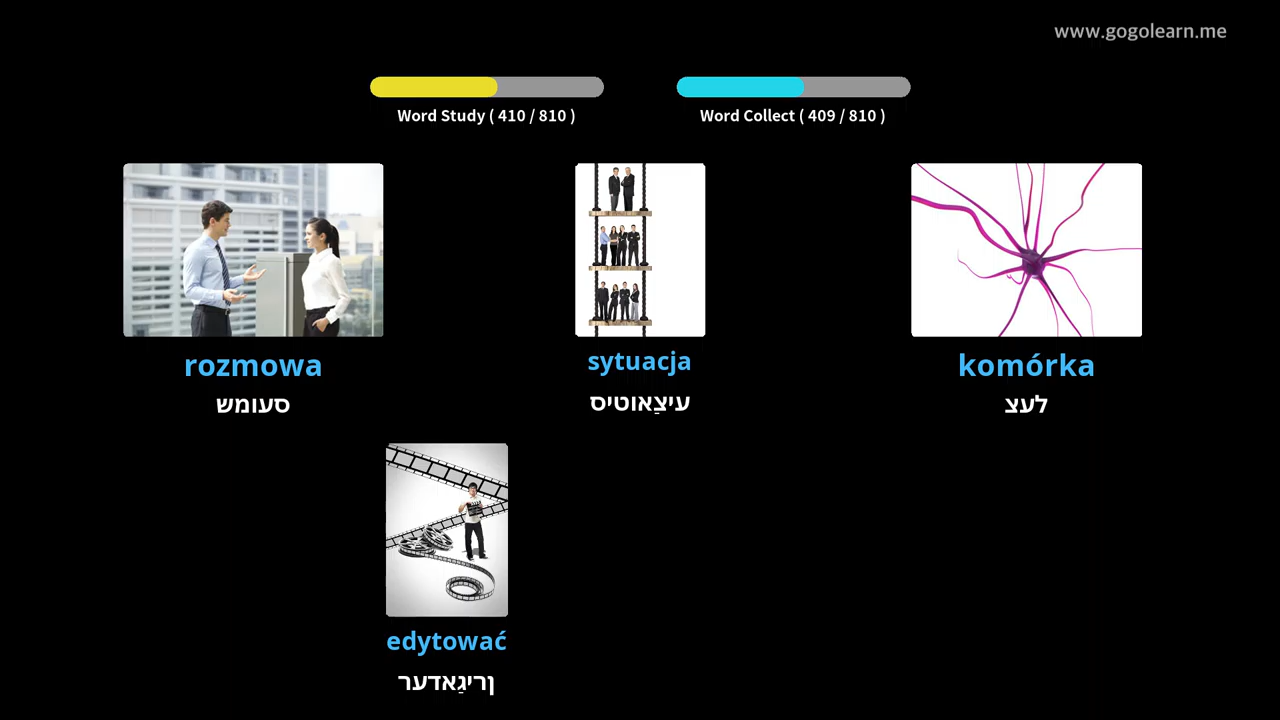 www.gogolearn.me
Word Study ( 410 / 810 )
Word Collect ( 409 / 810 )
rozmowa
סעומש
sytuacja
עיצַאוטיס
komórka
לעצ
edytować
ןריגַאדער